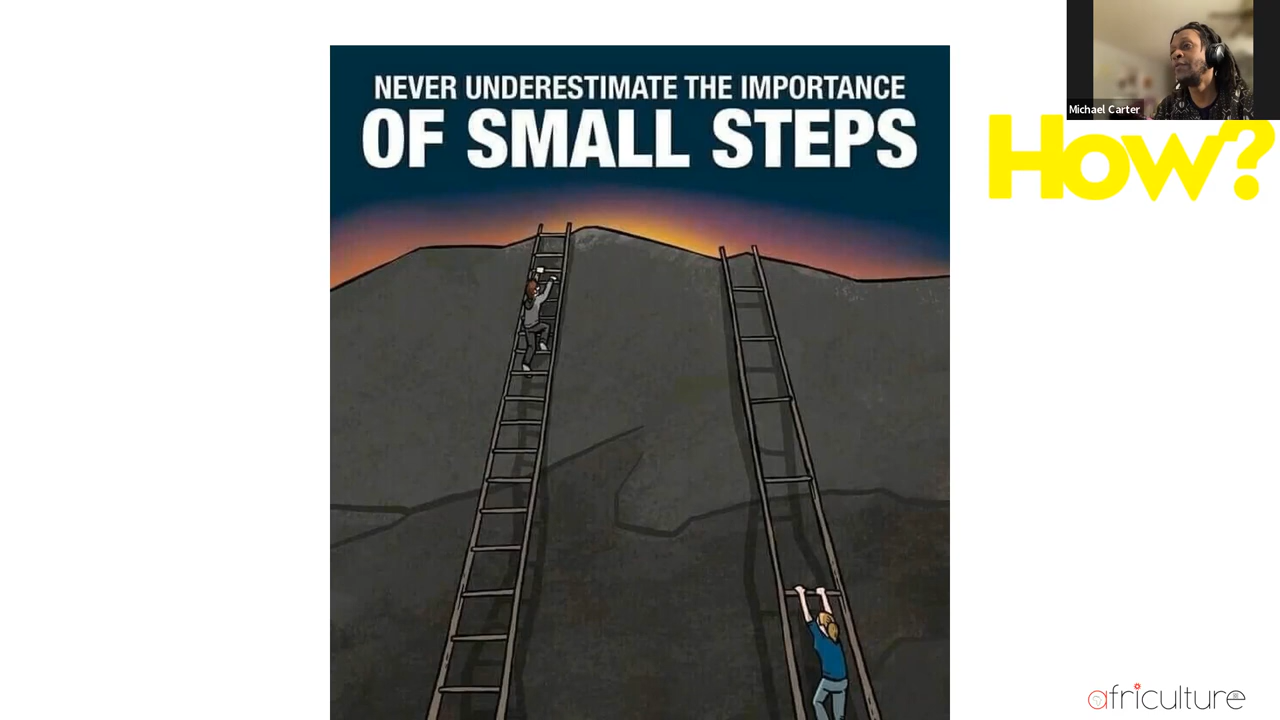 NEVER UNDERESTIMATE THE IMPORTANCE
OF SMALL STEPS
Michael Carter
How?
africulture